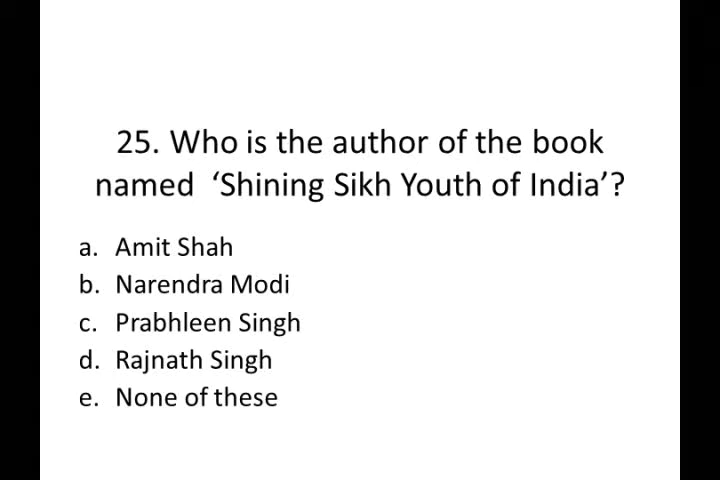 25. Who is the author of the book
named  ‘Shining Sikh Youth of India’?
a. Amit Shah
b. Narendra Modi
c. Prabhleen Singh
d. Rajnath Singh
e. None of these